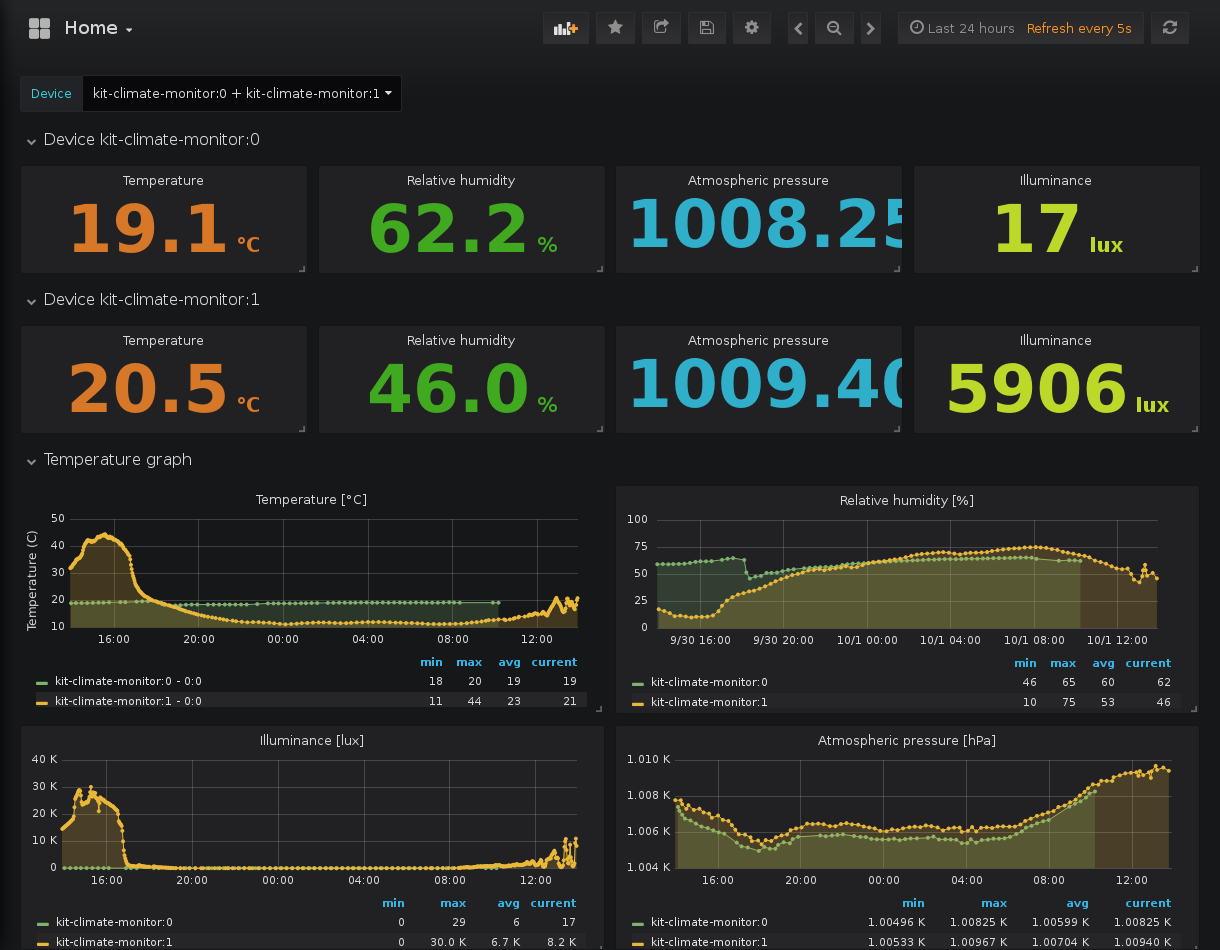 Home
Last 24 hours Refresh every 5s
Device kit-climate-monitor:0 + kit-climate-monitor:1
Device kit-climate-monitor:0
Temperature Relative humidity Atmospheric pressure Illuminance
19.1 °C 62.2 % 1008.25 17 lux
Device kit-climate-monitor:1
Temperature Relative humidity Atmospheric pressure Illuminance
20.5 °C 46.0 % 1009.40 5906 lux
Temperature graph
Temperature [°C]
Temperature (C)
50
40
30
20
10
16:00 20:00 00:00 04:00 08:00 12:00
min max avg current
kit-climate-monitor:0 - 0:0 18 20 19 19
kit-climate-monitor:1 - 0:0 11 44 23 21
Relative humidity [%]
100
75
50
25
0
9/30 16:00 9/30 20:00 10/1 00:00 10/1 04:00 10/1 08:00 10/1 12:00
min max avg current
kit-climate-monitor:0 46 65 60 62
kit-climate-monitor:1 10 75 53 46
Illuminance [lux]
40 K
30 K
20 K
10 K
0
16:00 20:00 00:00 04:00 08:00 12:00
min max avg current
kit-climate-monitor:0 0 29 6 17
kit-climate-monitor:1 0 30.0 K 6.7 K 8.2 K
Atmospheric pressure [hPa]
1.010 K
1.008 K
1.006 K
1.004 K
16:00 20:00 00:00 04:00 08:00 12:00
min max avg current
kit-climate-monitor:0 1.00496 K 1.00825 K 1.00599 K 1.00825 K
kit-climate-monitor:1 1.00533 K 1.00967 K 1.00704 K 1.00940 K